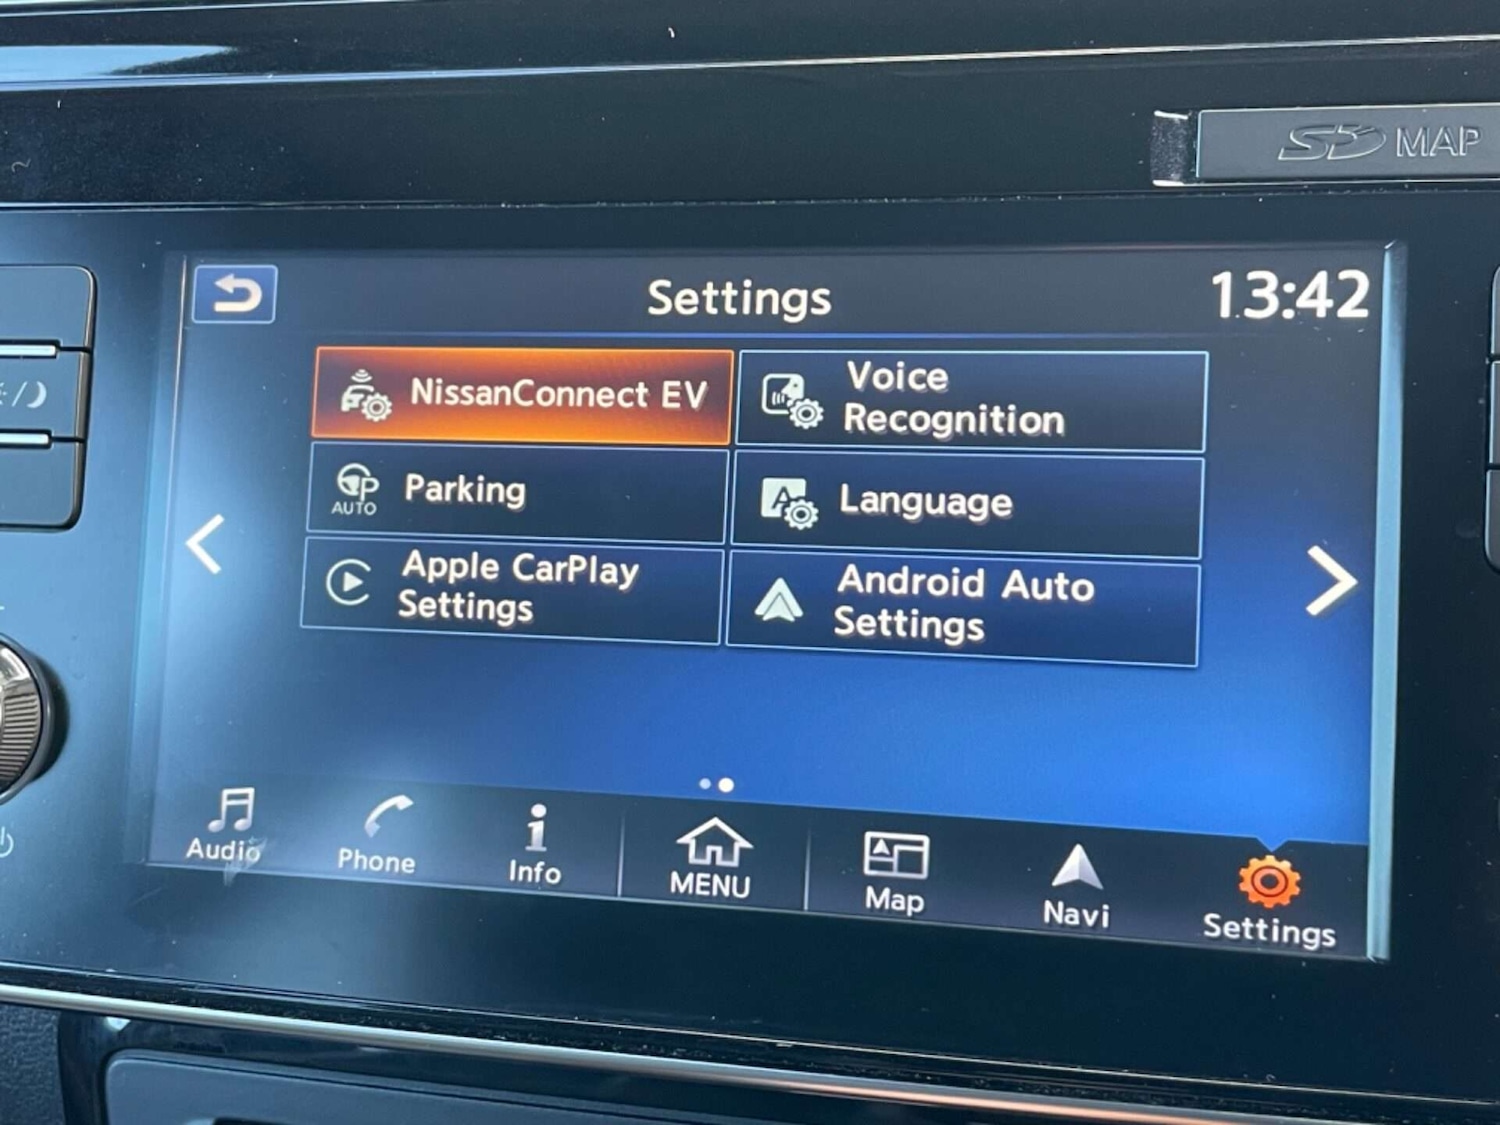 SD MAP
Settings
13:42
NissanConnect EV
Voice
Recognition
AUTO
Parking
Language
Apple CarPlay
Settings
Android Auto
Settings
Audio
Phone
Info
MENU
Map
Navi
Settings